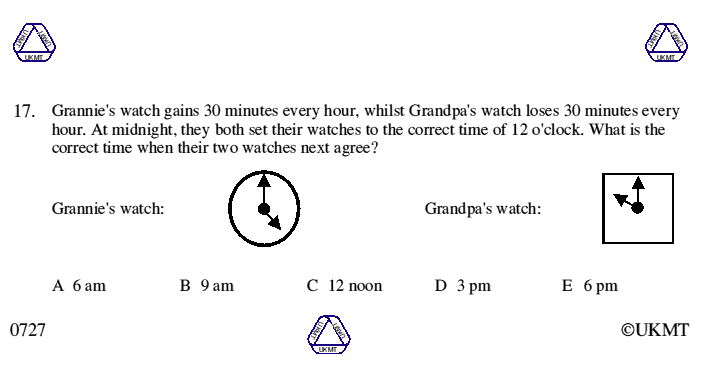 UKMT UKMT UKMT
UKMT UKMT UKMT
17. Grannie's watch gains 30 minutes every hour, whilst Grandpa's watch loses 30 minutes every
hour. At midnight, they both set their watches to the correct time of 12 o'clock. What is the
correct time when their two watches next agree?
Grannie's watch: Grandpa's watch:
A 6 am B 9 am C 12 noon D 3 pm E 6 pm
0727 UKMT UKMT UKMT ©UKMT